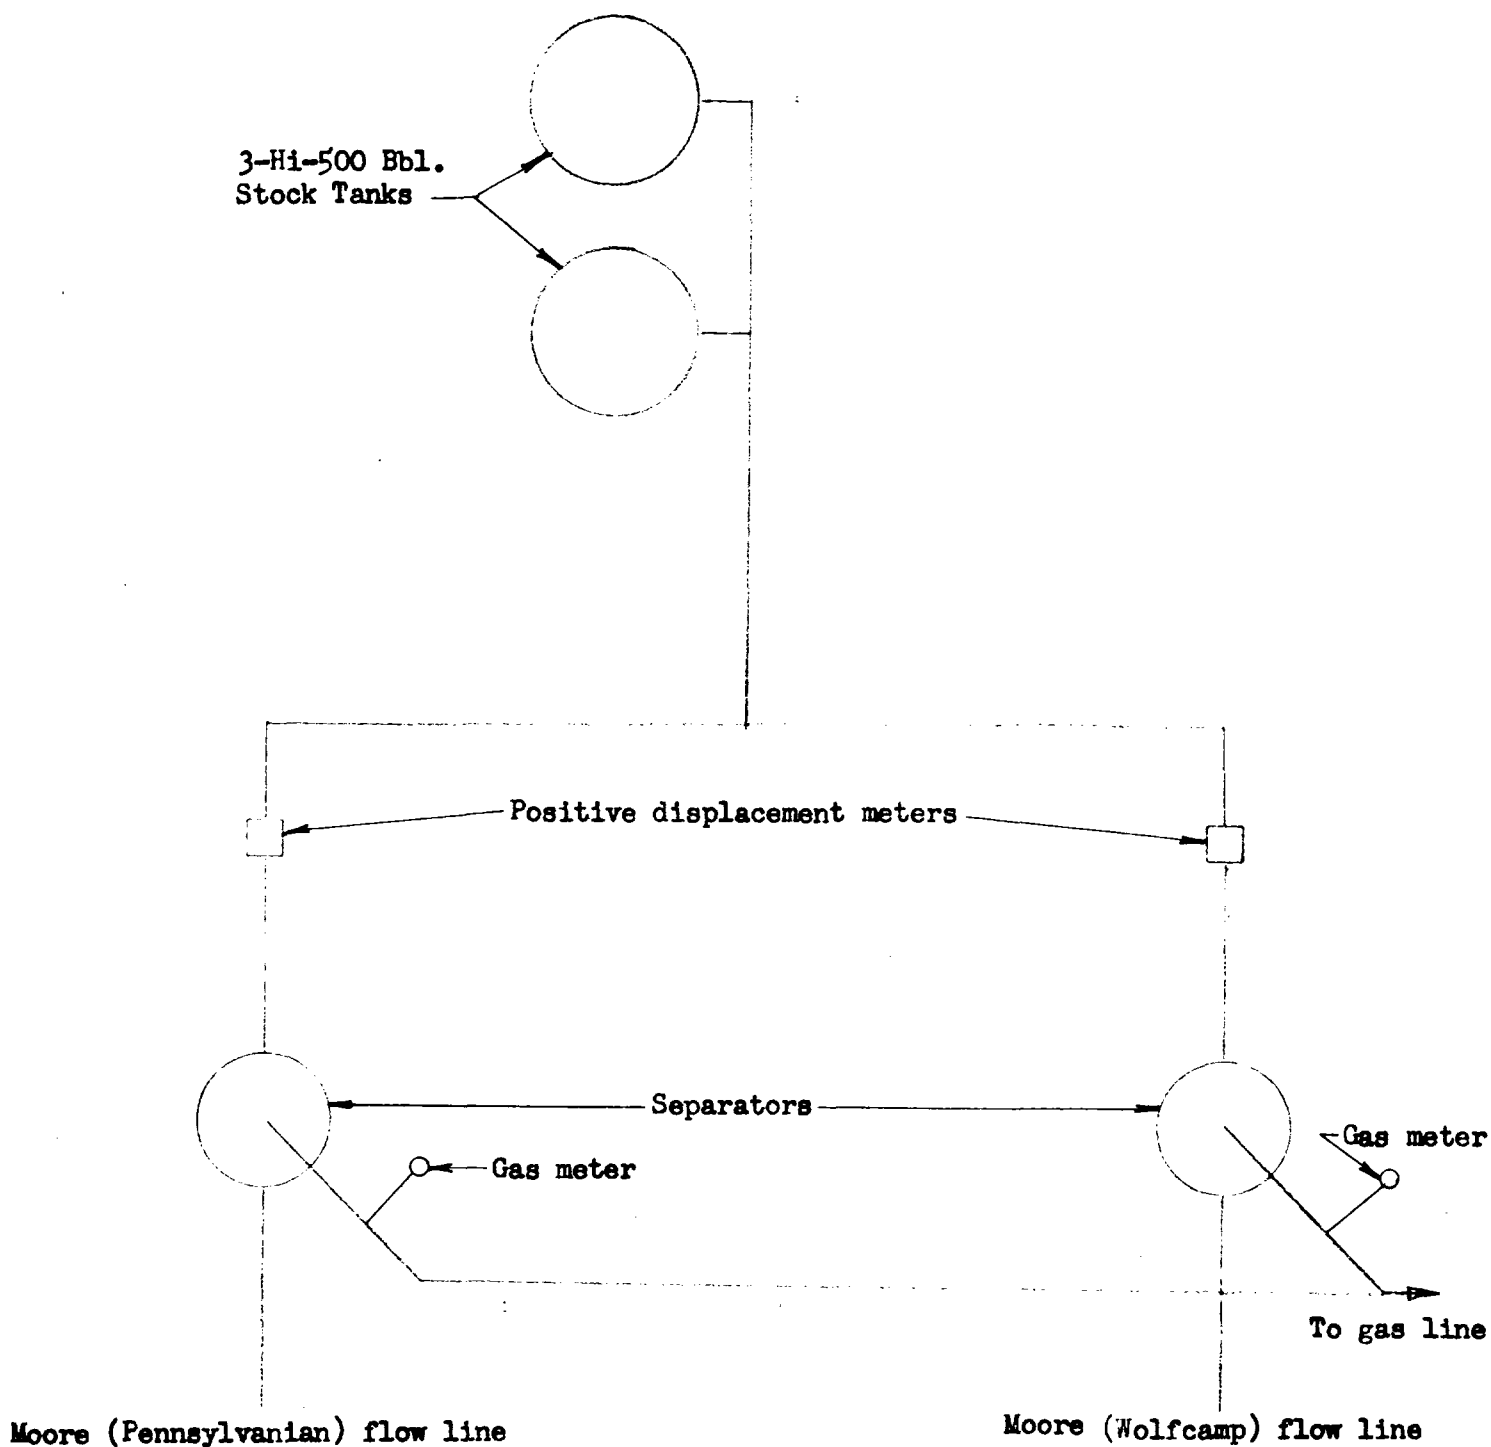 3-Hi-500 Bbl.
Stock Tanks
Positive displacement meters
Separators
Gas meter
Gas meter
To gas line
Moore (Pennsylvanian) flow line
Moore (Wolfcamp) flow line